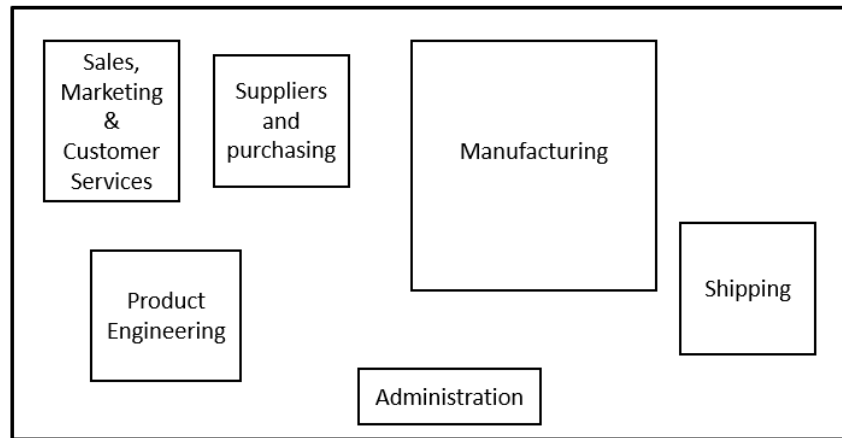 Sales,
Marketing
&
Customer
Services
Suppliers
and
purchasing
Manufacturing
Product
Engineering
Shipping
Administration